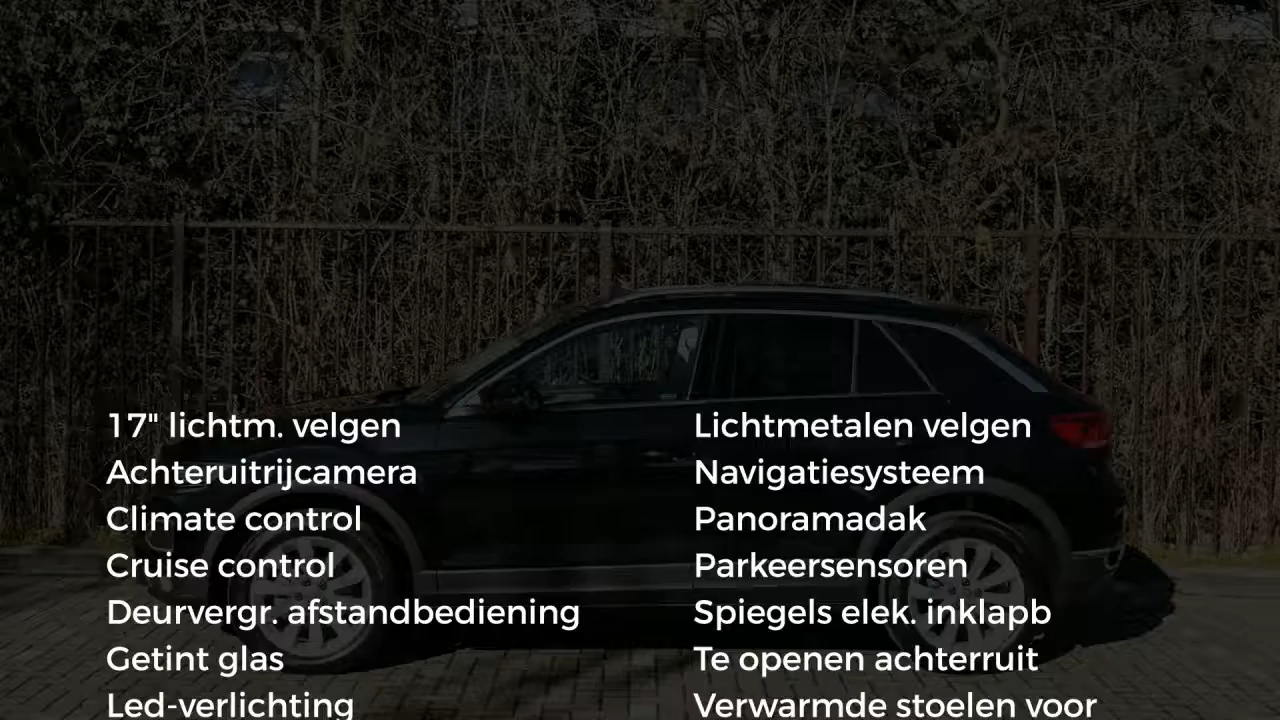 17" lichtm. velgen
Achteruitrijcamera
Climate control
Cruise control
Deurvergr. afstandbediening
Getint glas
Led-verlichting
Lichtmetalen velgen
Navigatiesysteem
Panoramadak
Parkeersensoren
Spiegels elek. inklapb
Te openen achterruit
Verwarmde stoelen voor